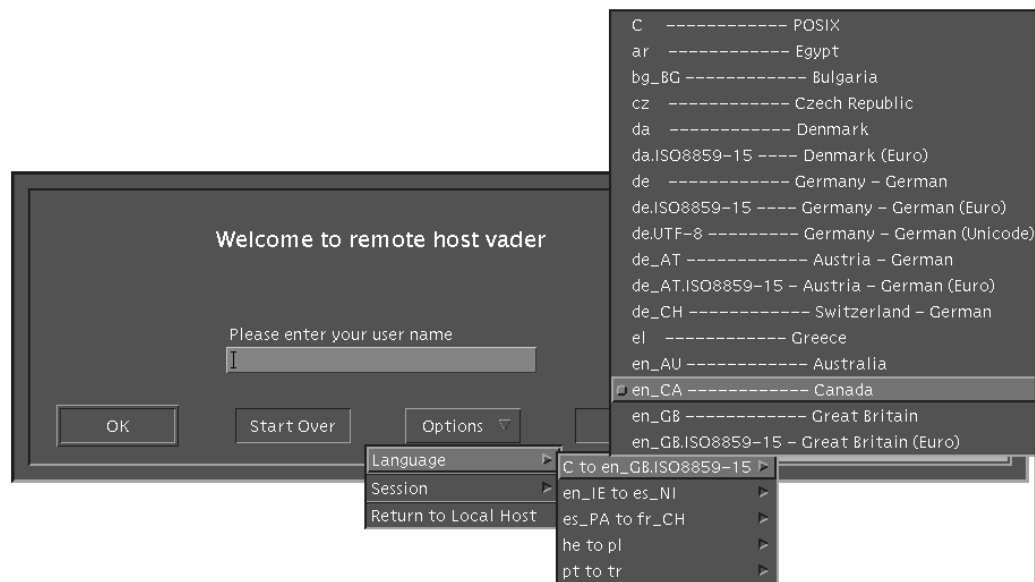 Welcome to remote host vader
Please enter your user name
OK
Start Over
Options
Language
Session
Return to Local Host
C to en_GB.ISO8859-15
en_IE to es_NI
es_PA to fr_CH
he to pl
pt to tr
C ------------ POSIX
ar ------------ Egypt
bg_BG ------------ Bulgaria
cz ------------ Czech Republic
da ------------ Denmark
da.ISO8859-15 ---- Denmark (Euro)
de ------------ Germany - German
de.ISO8859-15 ---- Germany - German (Euro)
de.UTF-8 --------- Germany - German (Unicode)
de_AT ------------ Austria - German
de_AT.ISO8859-15 - Austria - German (Euro)
de_CH ------------ Switzerland - German
el ------------ Greece
en_AU ------------ Australia
en_CA ------------ Canada
en_GB ------------ Great Britain
en_GB.ISO8859-15 - Great Britain (Euro)